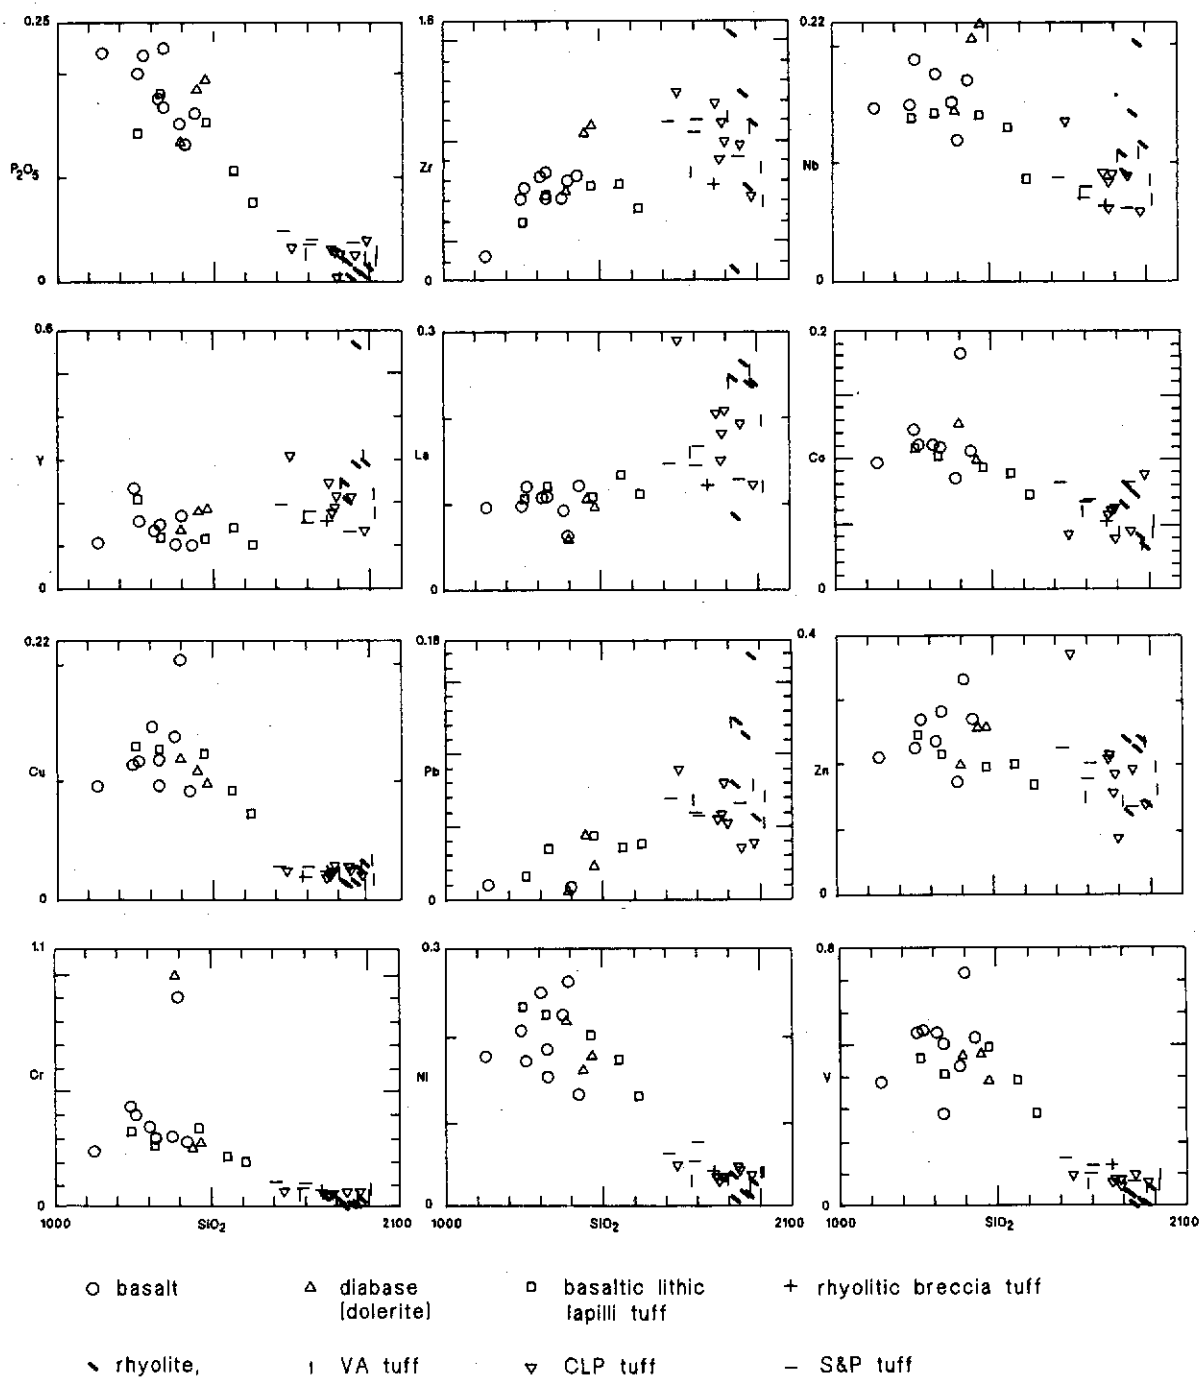 0.25
P2O5
0
1.8
Zr
0
0.22
Nb
0
0.6
Y
0
0.3
La
0
0.2
Co
0
0.22
Cu
0
0.18
Pb
0
0.4
Zn
0
1.1
Cr
0
1000 SIO2 2100
0.3
NI
0
1000 SIO2 2100
0.8
V
0
1000 SIO2 2100
basalt
diabase
(dolerite)
basaltic lithic
lapilli tuff
rhyolitic breccia tuff
rhyolite,
VA tuff
CLP tuff
S&P tuff